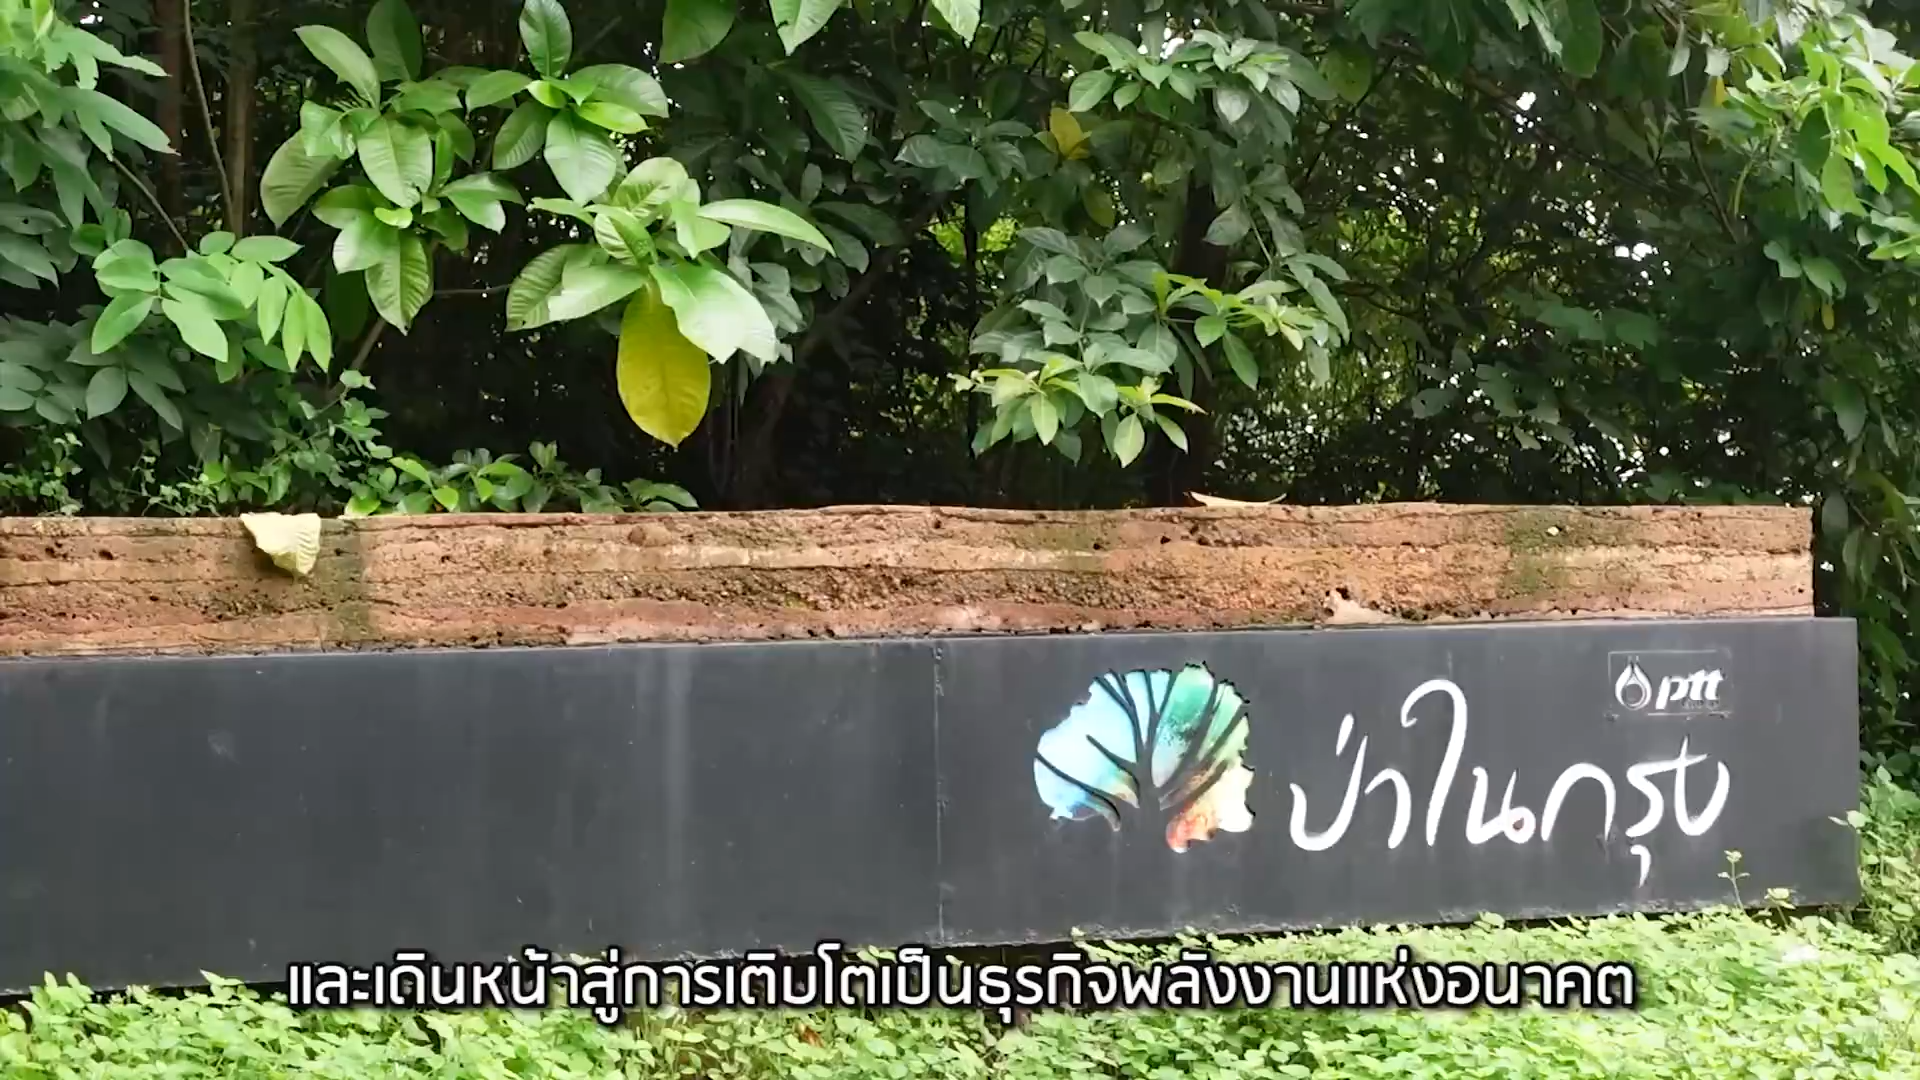 ptt
ป่าในกรุง
และเดินหน้าสู่การเติบโตเป็นธุรกิจพลังงานแห่งอนาคต